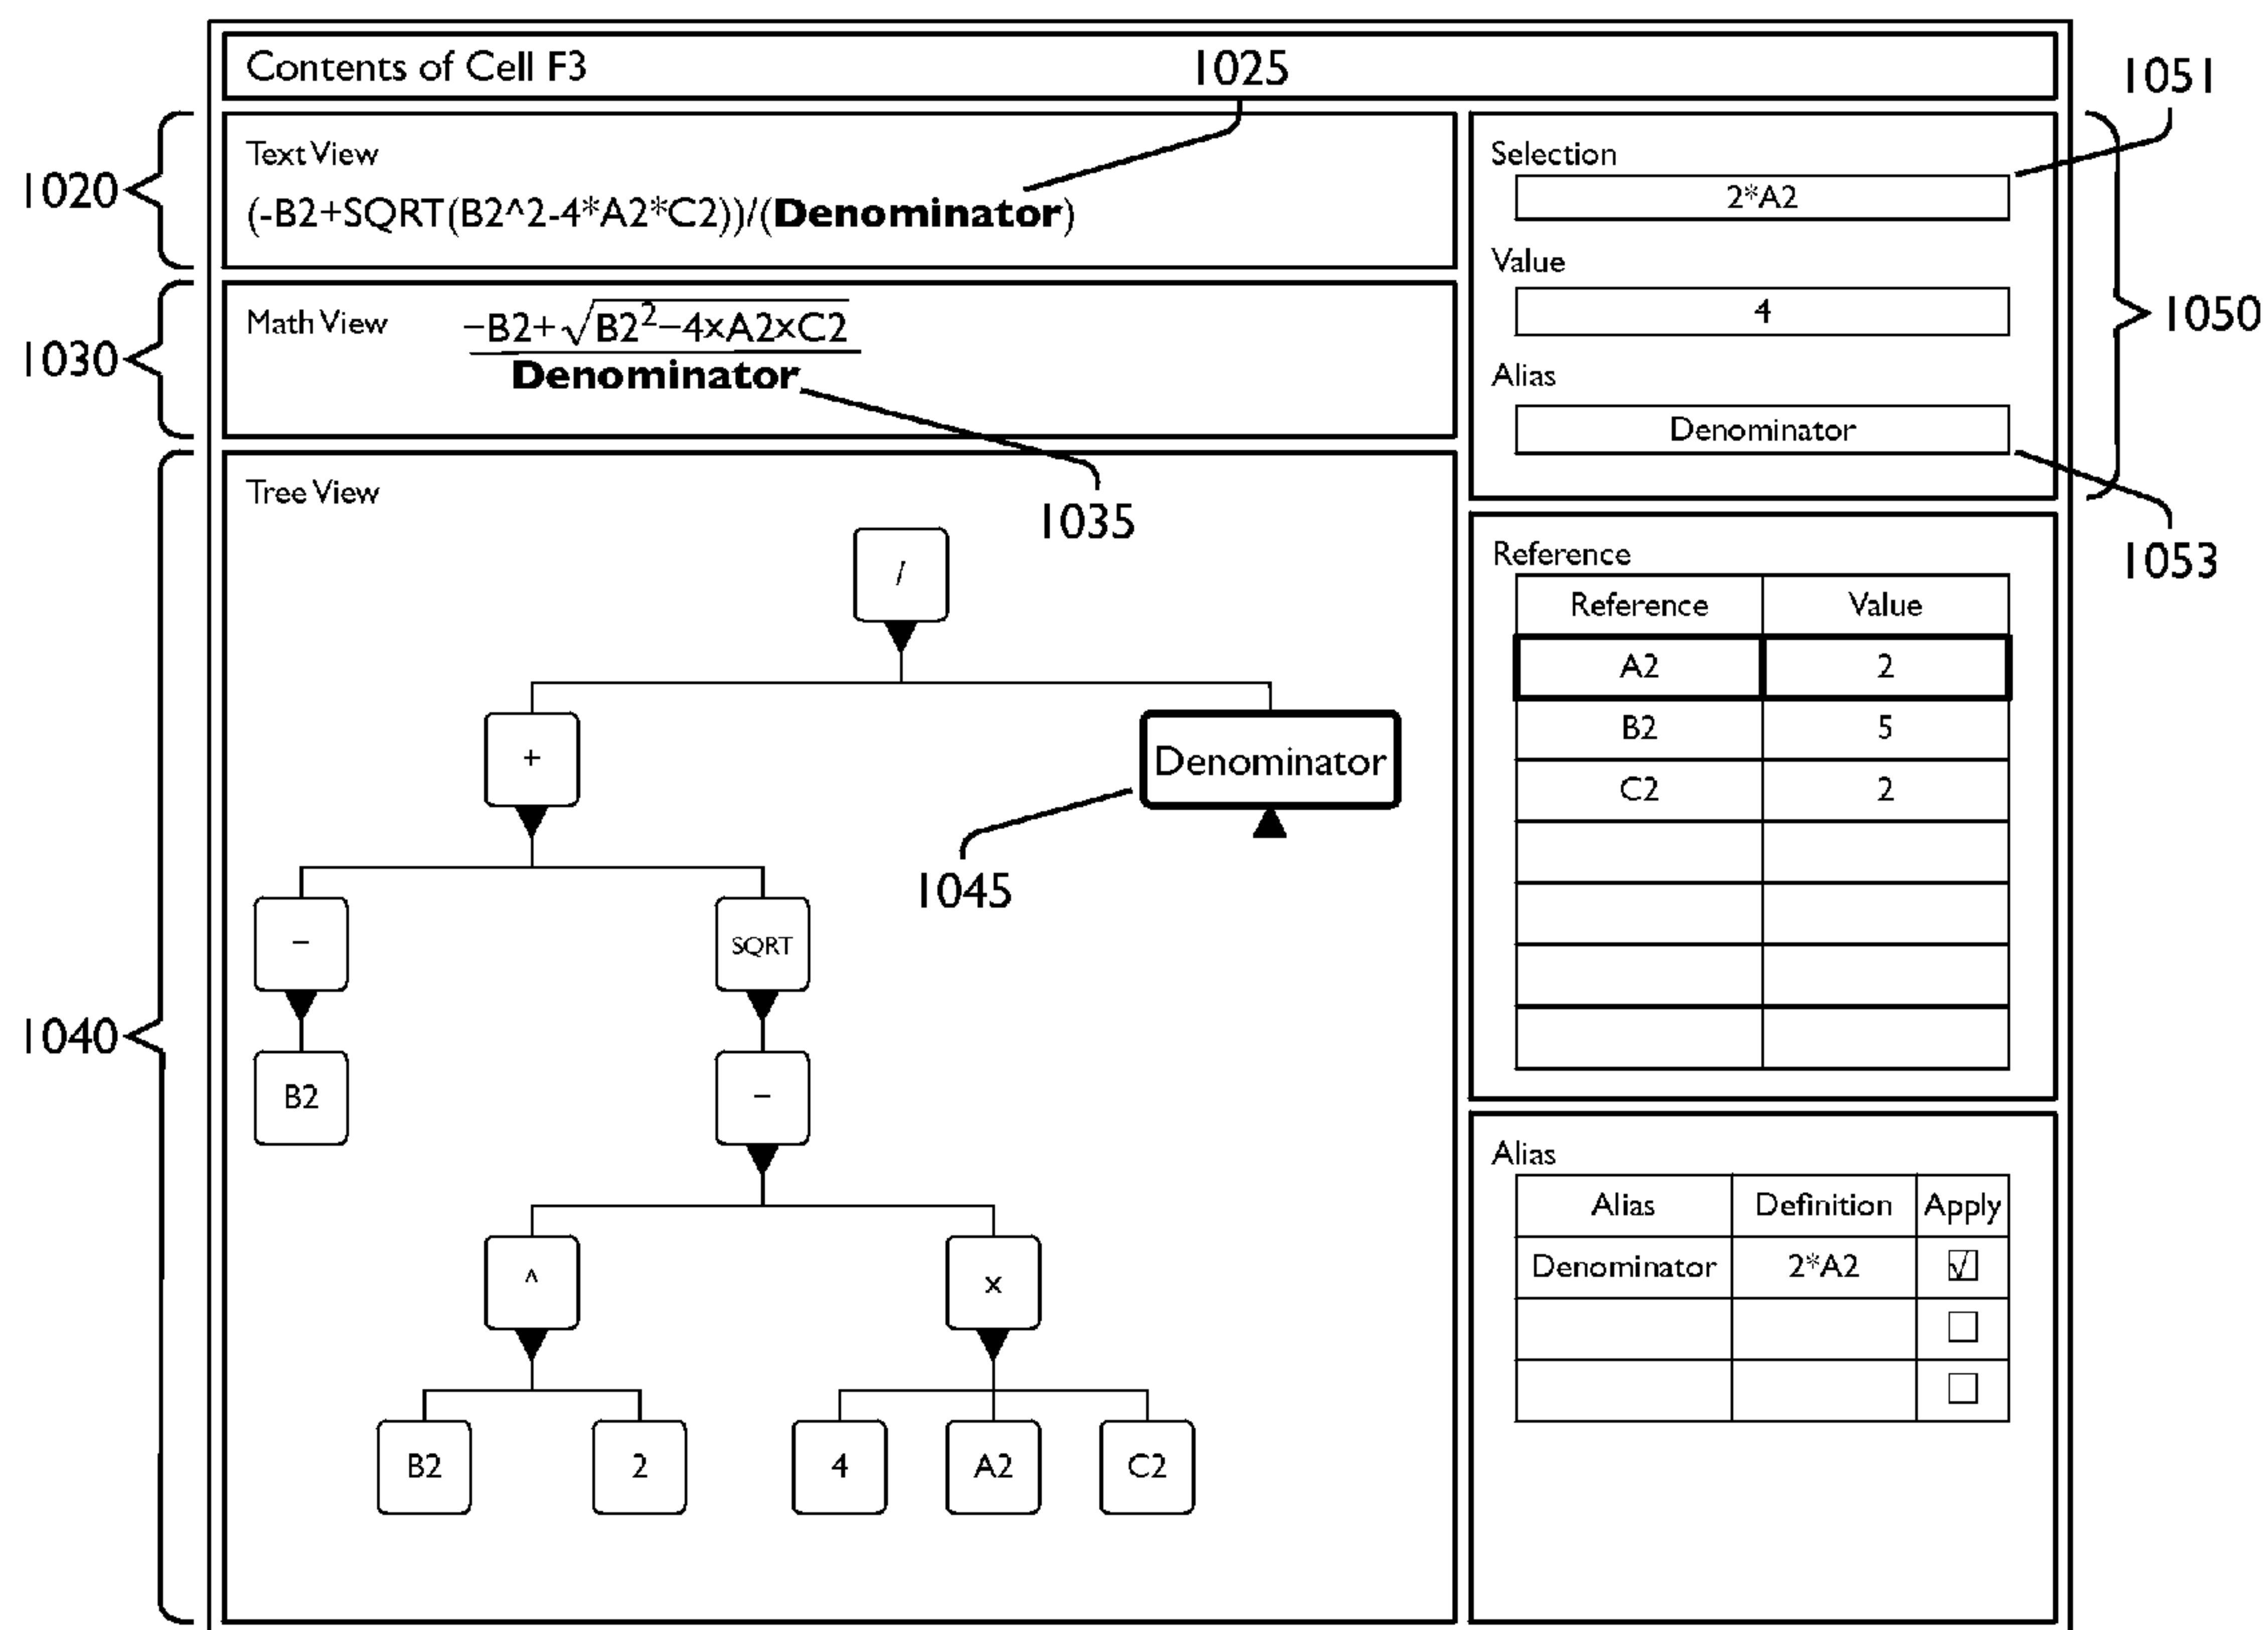 Contents of Cell F3
1025
1051
1020
Text View
(-B2+SQRT(B2^2-4*A2*C2))/(Denominator)
Selection
2*A2
Value
4
Alias
Denominator
1050
1053
1030
Math View
−B2+√B2²−4xA2xC2
Denominator
1035
1040
Tree View
/
+
Denominator
1045
−
SQRT
B2
−
^
x
B2
2
4
A2
C2
Reference
Reference Value
A2 2
B2 5
C2 2
Alias
Alias Definition Apply
Denominator 2*A2 √